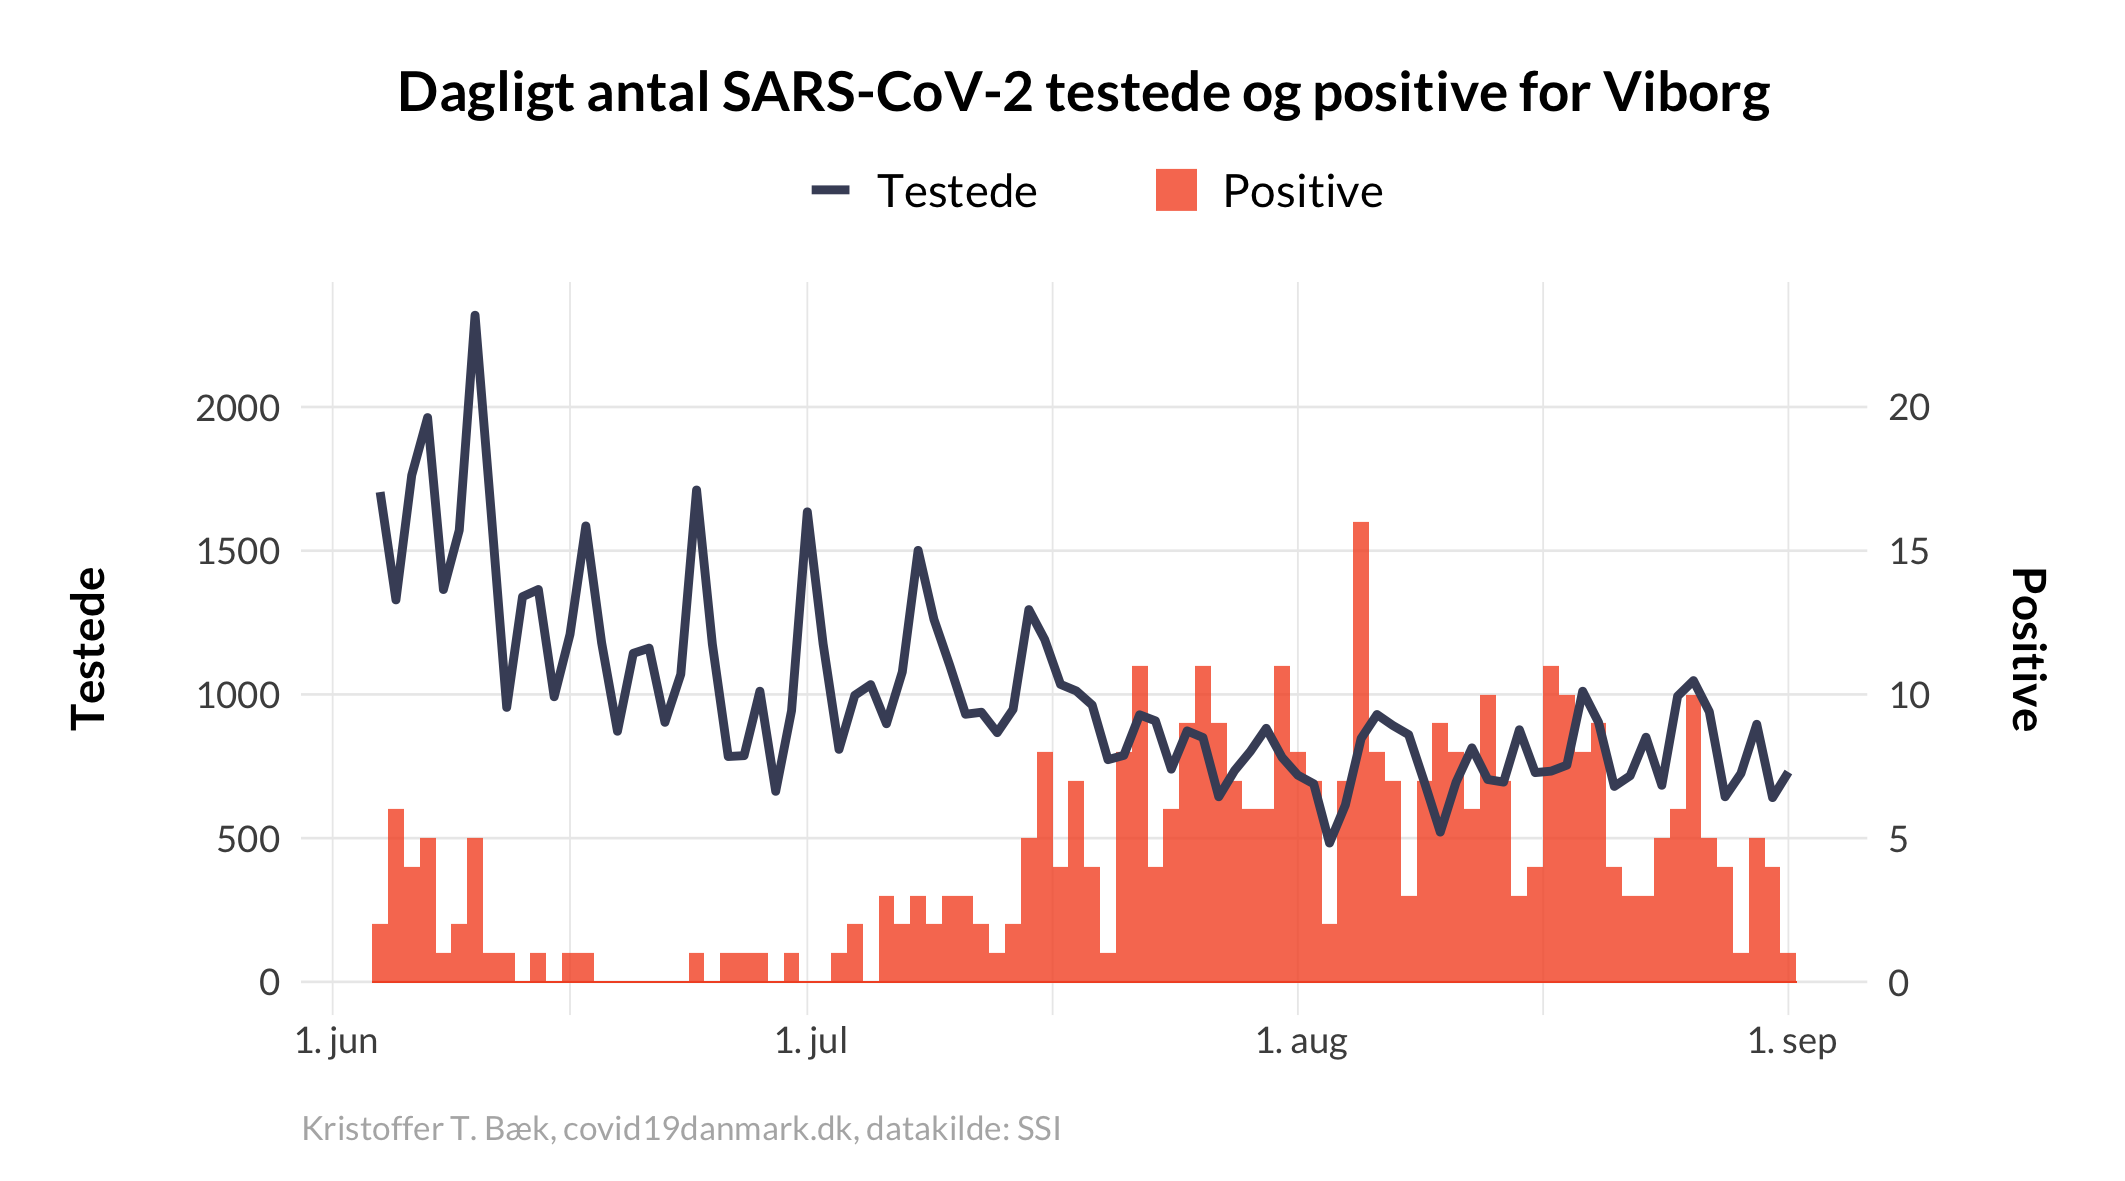 Dagligt antal SARS-CoV-2 testede og positive for Viborg
Testede Positive
2000 20
1500 15
1000 10
500 5
0 0
Testede
Positive
1. jun 1. jul 1. aug 1. sep
Kristoffer T. Bæk, covid19danmark.dk, datakilde: SSI